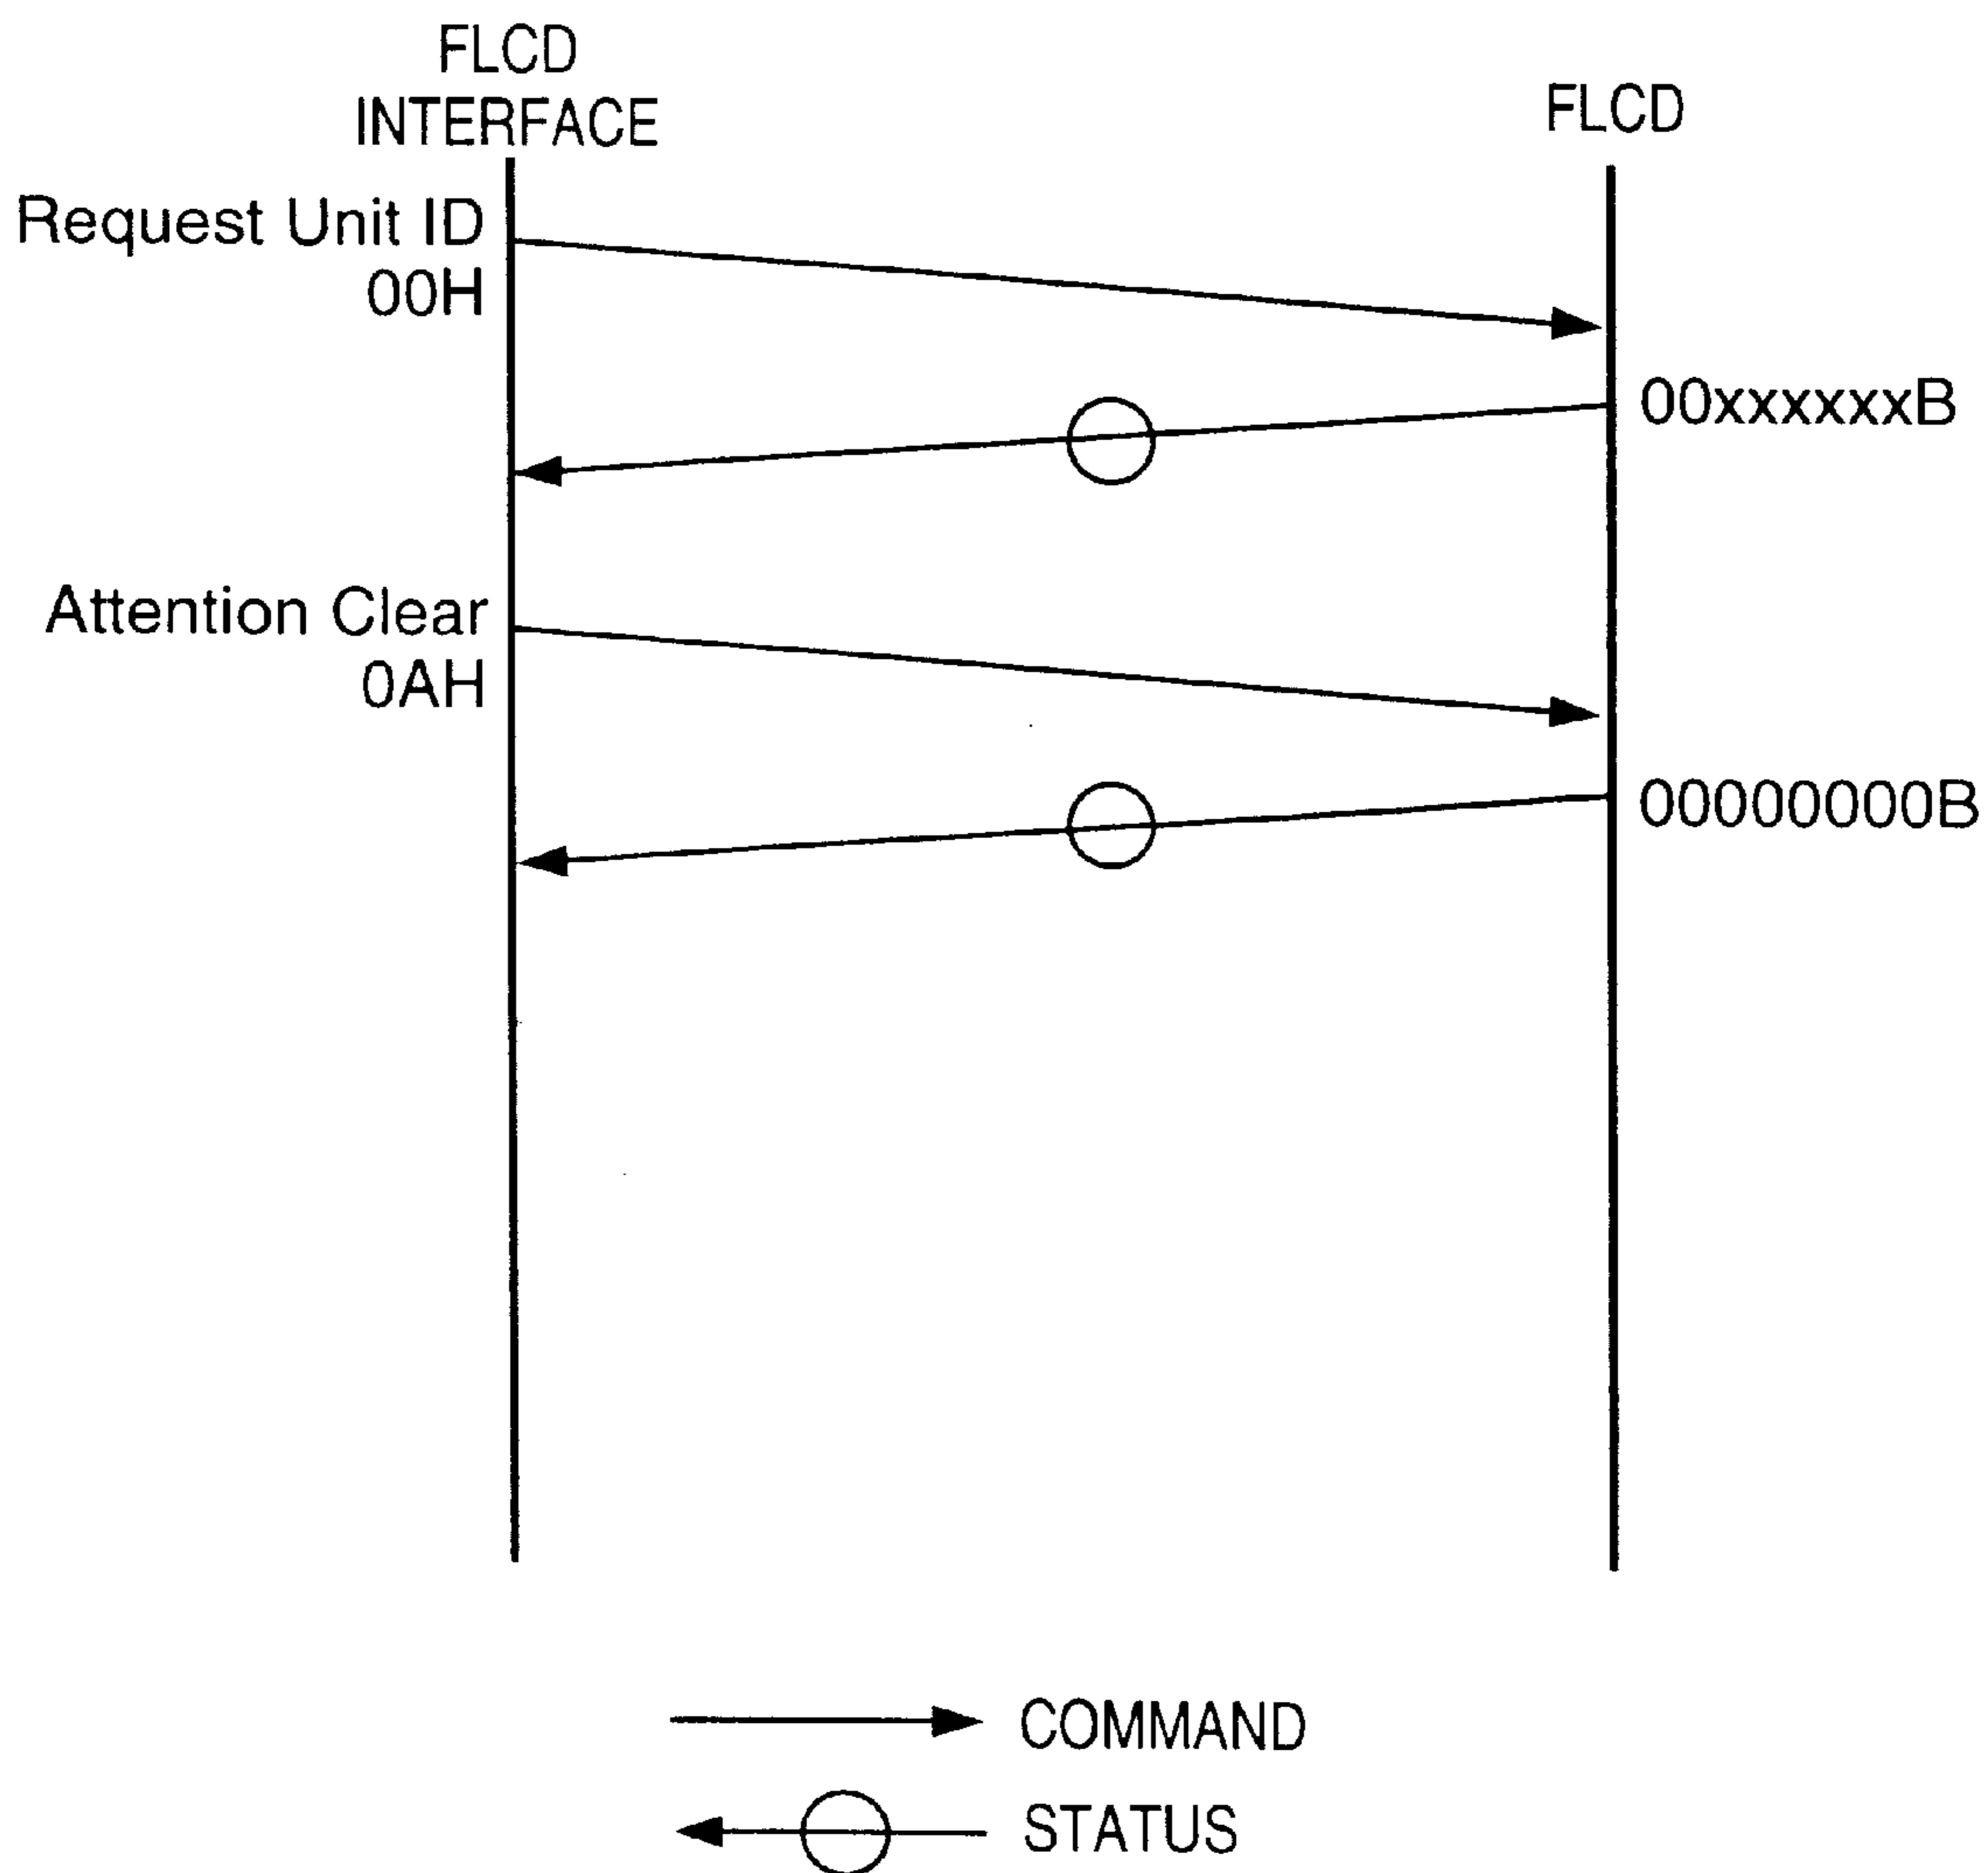 FLCD
INTERFACE
FLCD
Request Unit ID
00H
00xxxxxxB
Attention Clear
0AH
00000000B
COMMAND
STATUS